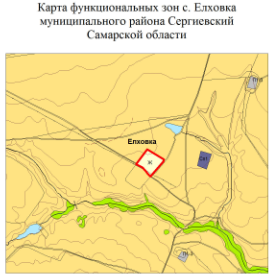 Карта функциональных зон с. Елховка
муниципального района Сергиевский
Самарской области
Елховка